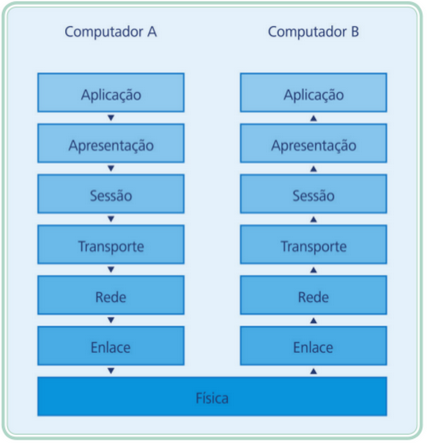 Computador A
Computador B
Aplicação
Aplicação
Apresentação
Apresentação
Sessão
Sessão
Transporte
Transporte
Rede
Rede
Enlace
Enlace
Física